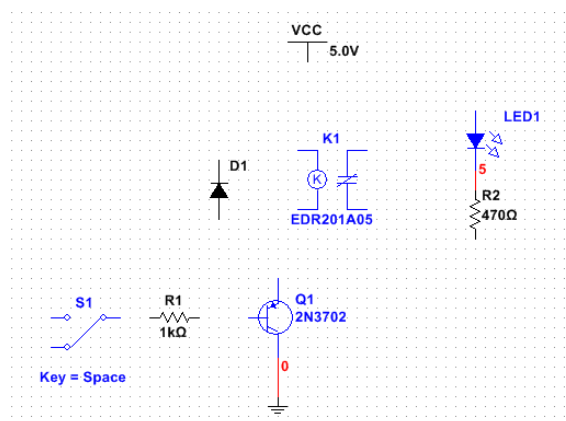 VCC
5.0V
LED1
K1
D1
K
5
R2
470Ω
EDR201A05
S1
R1
Q1
2N3702
1kΩ
0
Key = Space